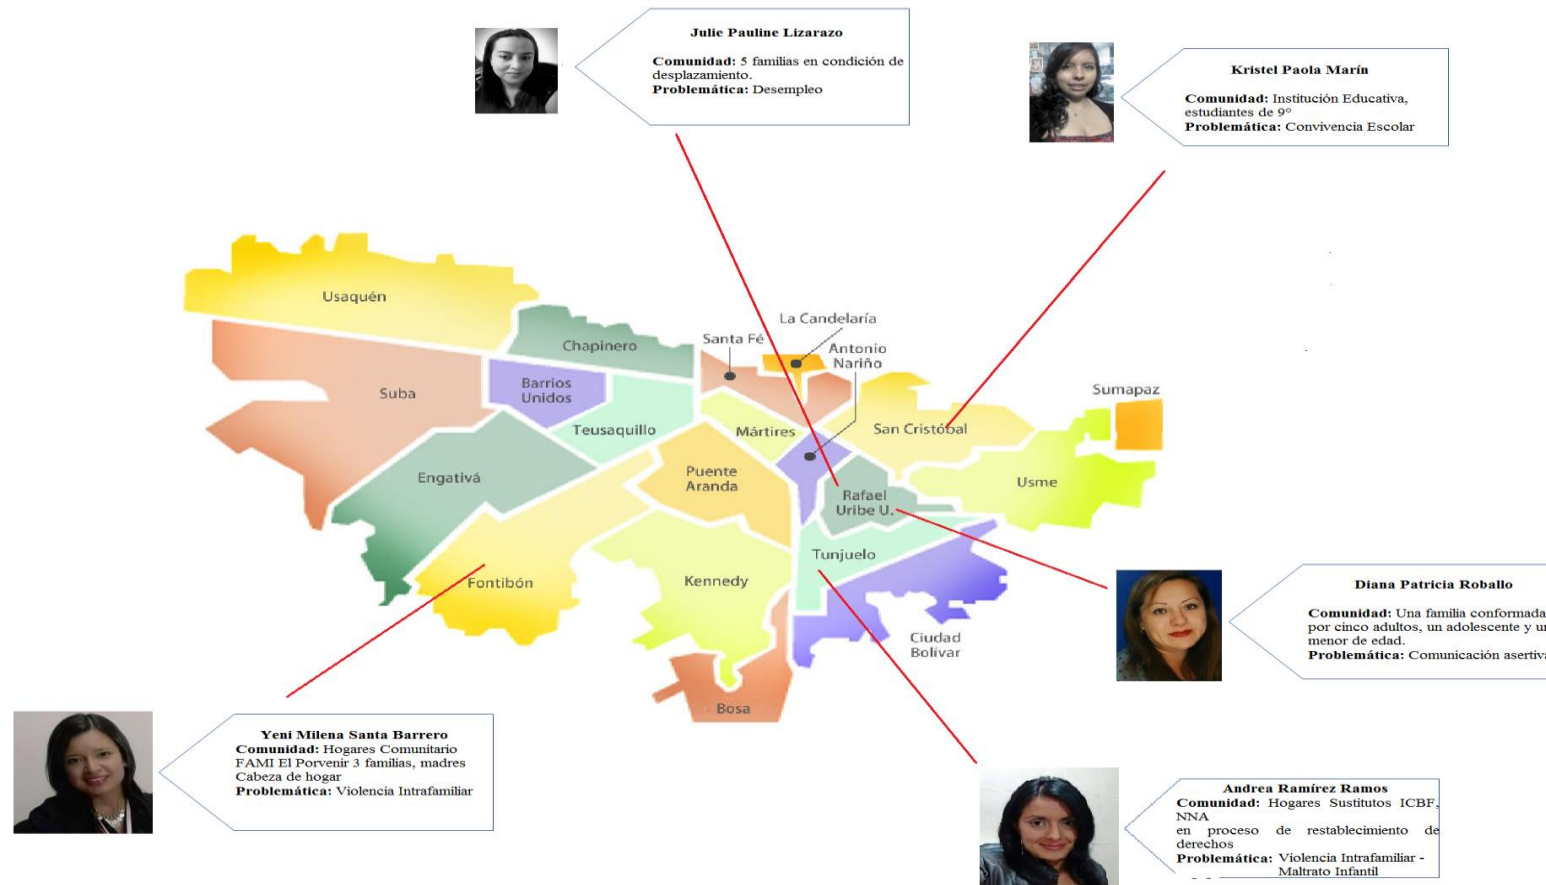 Julie Pauline Lizarazo
Comunidad: 5 familias en condición de
desplazamiento.
Problemática: Desempleo
Kristel Paola Marín
Comunidad: Institución Educativa,
estudiantes de 9°
Problemática: Convivencia Escolar
Usaquén
Chapinero
Santa Fé
La Candelaría
Antonio
Nariño
Suba
Barrios
Unidos
Teusaquillo
Mártires
San Cristóbal
Sumapaz
Engativá
Puente
Aranda
Rafael
Uribe U.
Usme
Fontibón
Kennedy
Tunjuelo
Ciudad
Bolívar
Bosa
Diana Patricia Roballo
Comunidad: Una familia conformada
por cinco adultos, un adolescente y un
menor de edad.
Problemática: Comunicación asertiva
Yeni Milena Santa Barrero
Comunidad: Hogares Comunitario
FAMI El Porvenir 3 familias, madres
Cabeza de hogar
Problemática: Violencia Intrafamiliar
Andrea Ramírez Ramos
Comunidad: Hogares Sustitutos ICBF,
NNA
en proceso de restablecimiento de
derechos
Problemática: Violencia Intrafamiliar -
Maltrato Infantil